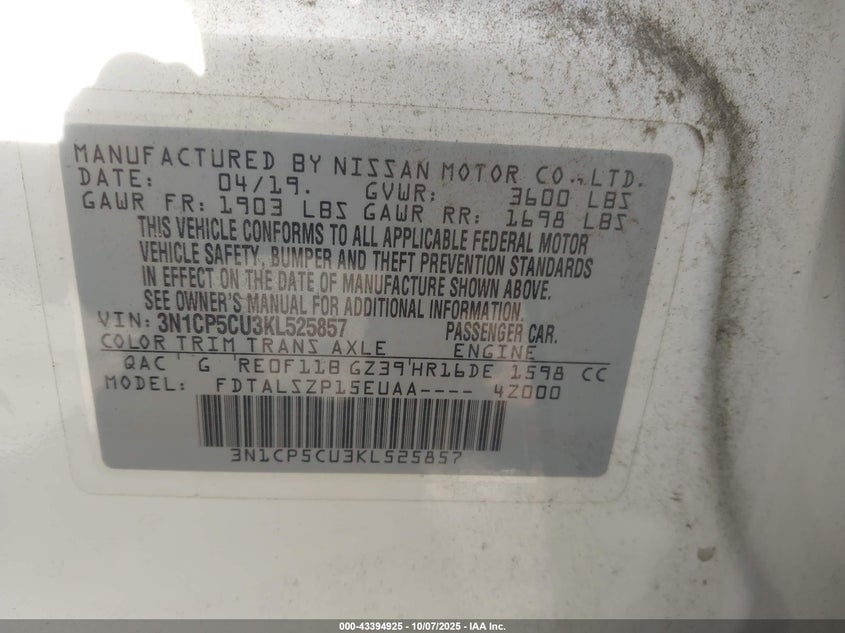 MANUFACTURED BY NISSAN MOTOR CO.,LTD.
DATE: 04/19. GVWR: 3600 LBS
GAWR FR: 1903 LBS GAWR RR: 1698 LBS
THIS VEHICLE CONFORMS TO ALL APPLICABLE FEDERAL MOTOR
VEHICLE SAFETY, BUMPER AND THEFT PREVENTION STANDARDS
IN EFFECT ON THE DATE OF MANUFACTURE SHOWN ABOVE.
SEE OWNER'S MANUAL FOR ADDITIONAL INFORMATION.
VIN: 3N1CP5CU3KL525857 PASSENGER CAR.
COLOR TRIM TRANS AXLE ENGINE
QAC ' G 'RE0F11B GZ39'HR16DE 1598 CC
MODEL: FDTALSZP15EUAA---- 4Z000
3N1CP5CU3KL525857
000-43394925 - 10/07/2025 - IAA Inc.